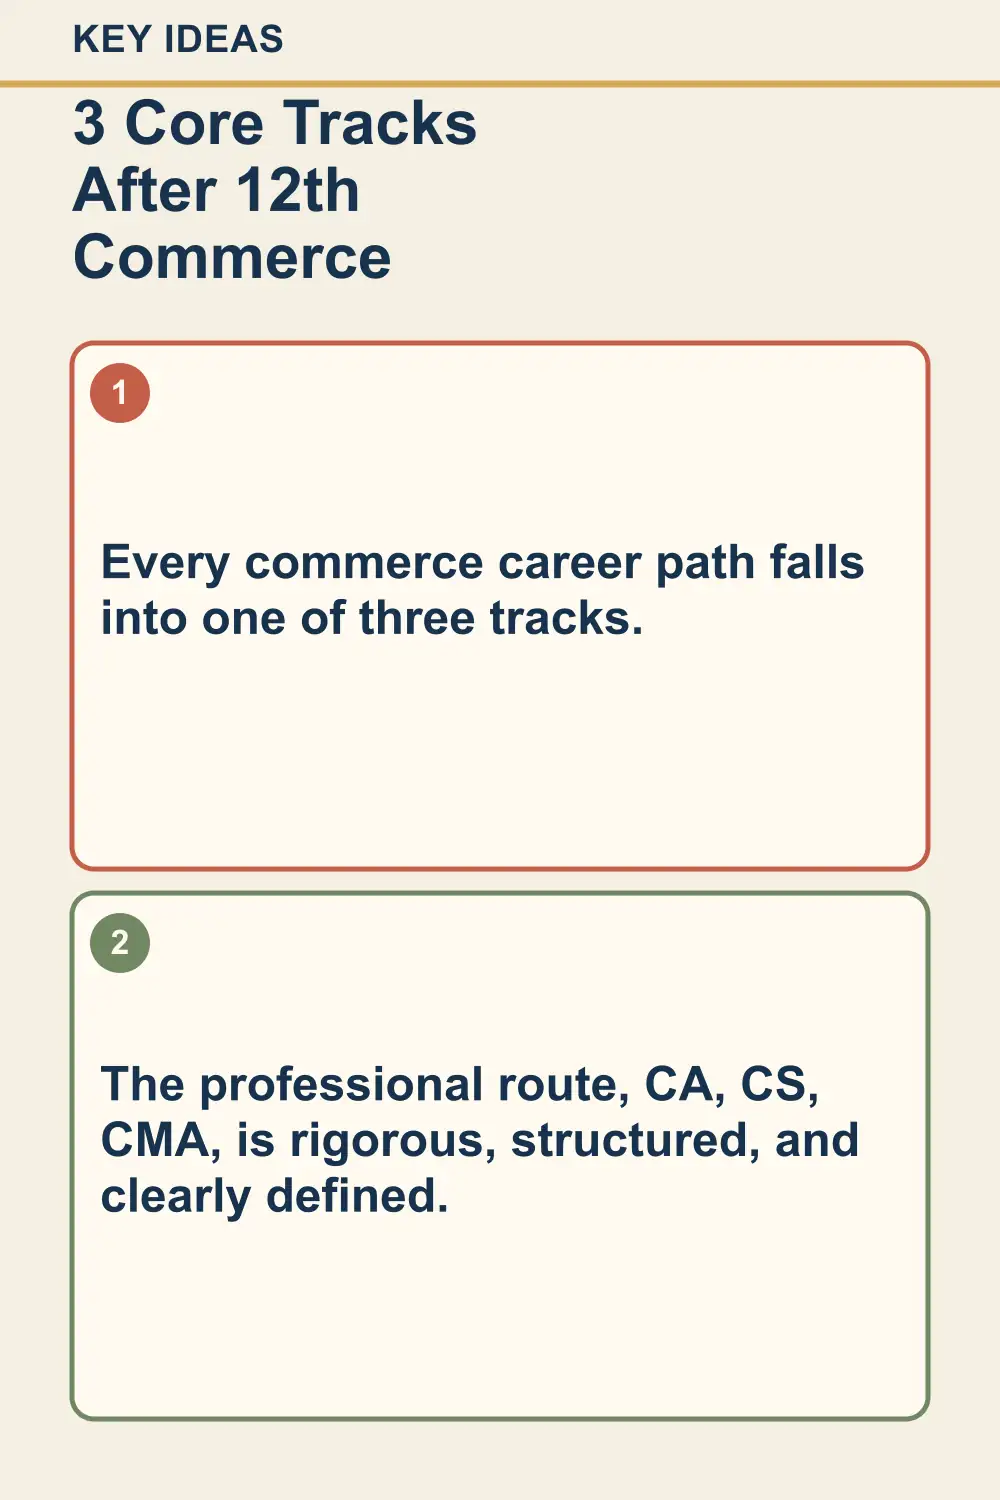 KEY IDEAS
3 Core Tracks
After 12th
Commerce
1
Every commerce career path falls
into one of three tracks.
2
The professional route, CA, CS,
CMA, is rigorous, structured, and
clearly defined.